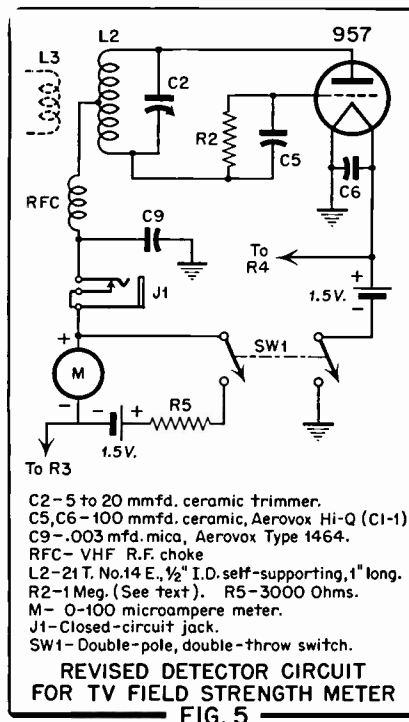 957
L3
L2
C2
R2
C5
C6
RFC
C9
To
R4
J1
+
1.5V.
-
+
SW1
M
-
-
+
R5
1.5V.
To R3
C2-5 to 20 mmfd. ceramic trimmer.
C5,C6-100 mmfd. ceramic, Aerovox Hi-Q (CI-1)
C9-.003 mfd. mica, Aerovox Type 1464.
RFC- VHF R.F. choke
L2-21 T. No.14 E., ½" I.D. self-supporting, 1" long.
R2-1 Meg. (See text). R5-3000 Ohms.
M- 0-100 microampere meter.
J1-Closed-circuit jack.
SW1- Double-pole, double-throw switch.
REVISED DETECTOR CIRCUIT
FOR TV FIELD STRENGTH METER
FIG. 5